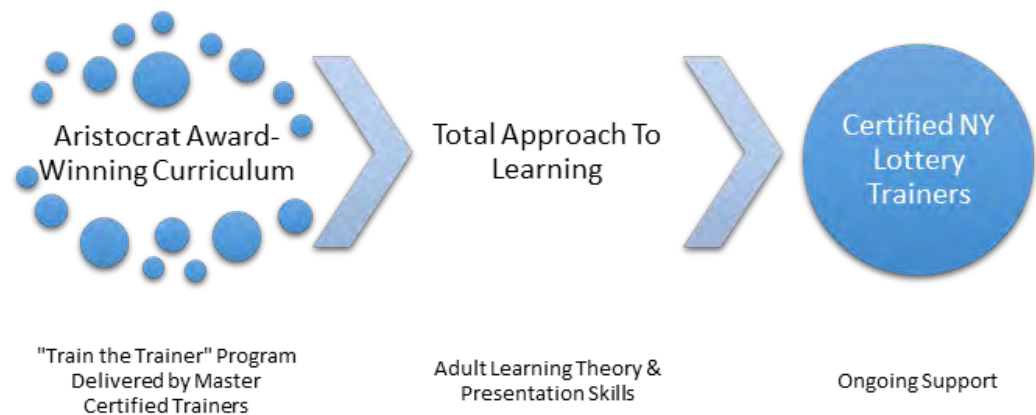 Aristocrat Award-
Winning Curriculum
Total Approach To
Learning
Certified NY
Lottery
Trainers
"Train the Trainer" Program
Delivered by Master
Certified Trainers
Adult Learning Theory &
Presentation Skills
Ongoing Support